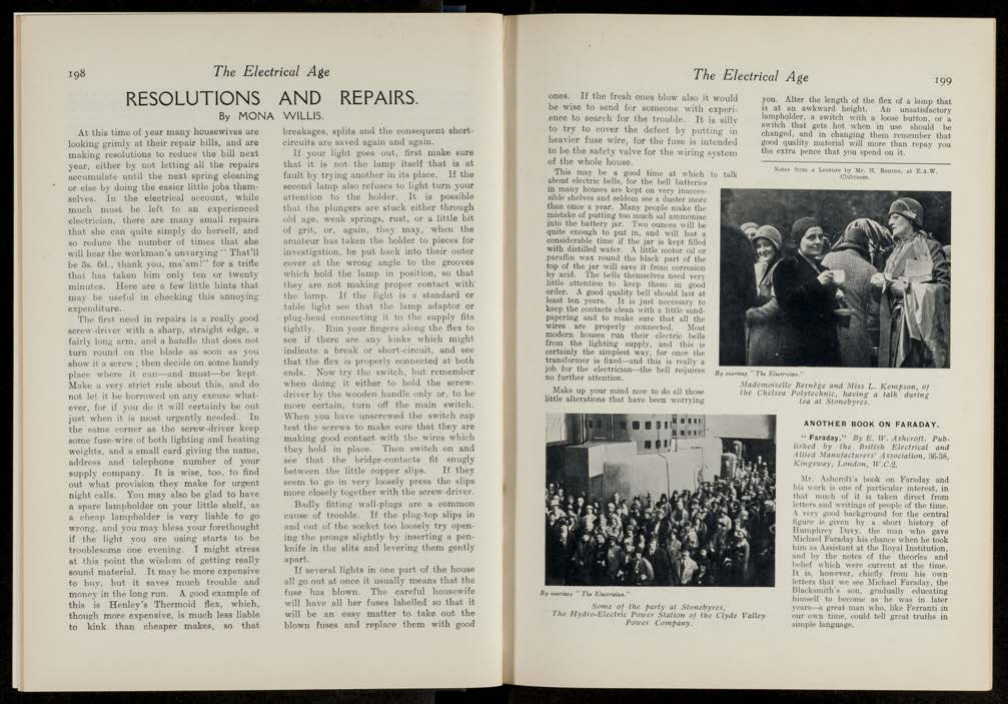 198
The Electrical Age
RESOLUTIONS AND REPAIRS.
By MONA WILLIS.
At this time of year many housewives are
looking grimly at their repair bills, and are
making resolutions to reduce the bill next
year, either by not letting all the repairs
accumulate until the next spring cleaning
or else by doing the easier little jobs them-
selves. In the electrical account, while
much must be left to an experienced
electrician, there are many small repairs
that she can quite simply do herself, and
so reduce the number of times that she
will hear the workman's unvarying "That'll
be 3s. 6d., thank you, ma'am!" for a trifle
that has taken him only ten or twenty
minutes. Here are a few little hints that
may be useful in checking this annoying
expenditure.
The first need in repairs is a really good
screw-driver with a sharp, straight edge, a
fairly long arm, and a handle that does not
turn round on the blade as soon as you
show it a screw; then decide on some handy
place where it can—and must—be kept.
Make a very strict rule about this, and do
not let it be borrowed on any excuse what-
ever, for if you do it will certainly be out
just when it is most urgently needed. In
the same corner as the screw-driver keep
some fuse-wire of both lighting and heating
weights, and a small card giving the name,
address and telephone number of your
supply company. It is wise, too, to find
out what provision they make for urgent
night calls. You may also be glad to have
a spare lampholder on your little shelf, as
a cheap lampholder is very liable to go
wrong, and you may bless your forethought
if the light you are using starts to be
troublesome one evening. I might stress
at this point the wisdom of getting really
sound material. It may be more expensive
to buy, but it saves much trouble and
money in the long run. A good example of
this is Henley's Thermoid flex, which,
though more expensive, is much less liable
to kink than cheaper makes, so that
breakages, splits and the consequent short-
circuits are saved again and again.
If your light goes out, first make sure
that it is not the lamp itself that is at
fault by trying another in its place. If the
second lamp also refuses to light turn your
attention to the holder. It is possible
that the plungers are stuck either through
old age, weak springs, rust, or a little bit
of grit, or, again, they may, when the
amateur has taken the holder to pieces for
investigation, be put back into their outer
cover at the wrong angle to the grooves
which hold the lamp in position, so that
they are not making proper contact with
the lamp. If the light is a standard or
table light see that the lamp adaptor or
plug-head connecting it to the supply fits
tightly. Run your fingers along the flex to
see if there are any kinks which might
indicate a break or short-circuit, and see
that the flex is properly connected at both
ends. Now try the switch, but remember
when doing it either to hold the screw-
driver by the wooden handle only or, to be
more certain, turn off the main switch.
When you have unscrewed the switch cap
test the screws to make sure that they are
making good contact with the wires which
they hold in place. Then switch on and
see that the bridge-contacts fit snugly
between the little copper slips. If they
seem to go in very loosely press the slips
more closely together with the screw-driver.
Badly fitting wall-plugs are a common
cause of trouble. If the plug-top slips in
and out of the socket too loosely try open-
ing the prongs slightly by inserting a pen-
knife in the slits and levering them gently
apart.
If several lights in one part of the house
all go out at once it usually means that the
fuse has blown. The careful housewife
will have all her fuses labelled so that it
will be an easy matter to take out the
blown fuses and replace them with good
The Electrical Age
199
ones. If the fresh ones blow also it would
be wise to send for someone with experi-
ence to search for the trouble. It is silly
to try to cover the defect by putting in
heavier fuse wire, for the fuse is intended
to be the safety valve for the wiring system
of the whole house.
This may be a good time at which to talk
about electric bells, for the bell batteries
in many houses are kept on very inacces-
sible shelves and seldom see a duster more
than once a year. Many people make the
mistake of putting too much sal ammoniac
into the battery jar. Two ounces will be
quite enough to put in, and will last a
considerable time if the jar is kept filled
with distilled water. A little motor oil or
paraffin wax round the black part of the
top of the jar will save it from corrosion
by acid. The bells themselves need very
little attention to keep them in good
order. A good quality bell should last at
least ten years. It is just necessary to
keep the contacts clean with a little sand-
papering and to make sure that all the
wires are properly connected. Most
modern houses run their electric bells
from the lighting supply, and this is
certainly the simplest way, for once the
transformer is fixed—and this is really a
job for the electrician—the bell requires
no further attention.
Make up your mind now to do all those
little alterations that have been worrying
you. Alter the length of the flex of a lamp that
is at an awkward height. An unsatisfactory
lampholder, a switch with a loose button, or a
switch that gets hot when in use should be
changed, and in changing them remember that
good quality material will more than repay you
the extra pence that you spend on it.
Notes from a Lecture by Mr. H. Bourne, at E.A.W.
Clubroom.
By courtesy "The Electrician."
Mademoiselle Bernège and Miss L. Kempson, of
the Chelsea Polytechnic, having a talk during
tea at Stonebyres.
By courtesy "The Electrician."
Some of the party at Stonebyres,
The Hydro-Electric Power Station of the Clyde Valley
Power Company.
ANOTHER BOOK ON FARADAY.
"Faraday." By E. W. Ashcroft. Pub-
lished by the British Electrical and
Allied Manufacturers' Association, 36-38,
Kingsway, London, W.C.2.
Mr. Ashcroft's book on Faraday and
his work is one of particular interest, in
that much of it is taken direct from
letters and writings of people of the time.
A very good background for the central
figure is given by a short history of
Humphrey Davy, the man who gave
Michael Faraday his chance when he took
him as Assistant at the Royal Institution,
and by the notes of the theories and
belief which were current at the time.
It is, however, chiefly from his own
letters that we see Michael Faraday, the
Blacksmith's son, gradually educating
himself to become as he was in later
years—a great man who, like Ferranti in
our own time, could tell great truths in
simple language.